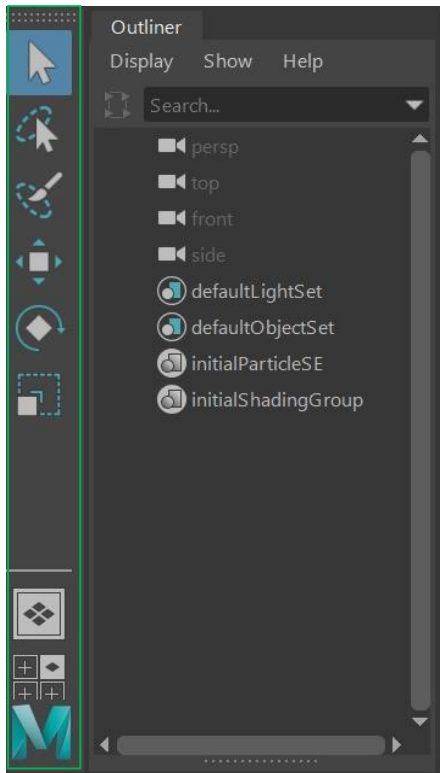 Outliner
Display Show Help
Search...
persp
top
front
side
defaultLightSet
defaultObjectSet
initialParticleSE
initialShadingGroup
M